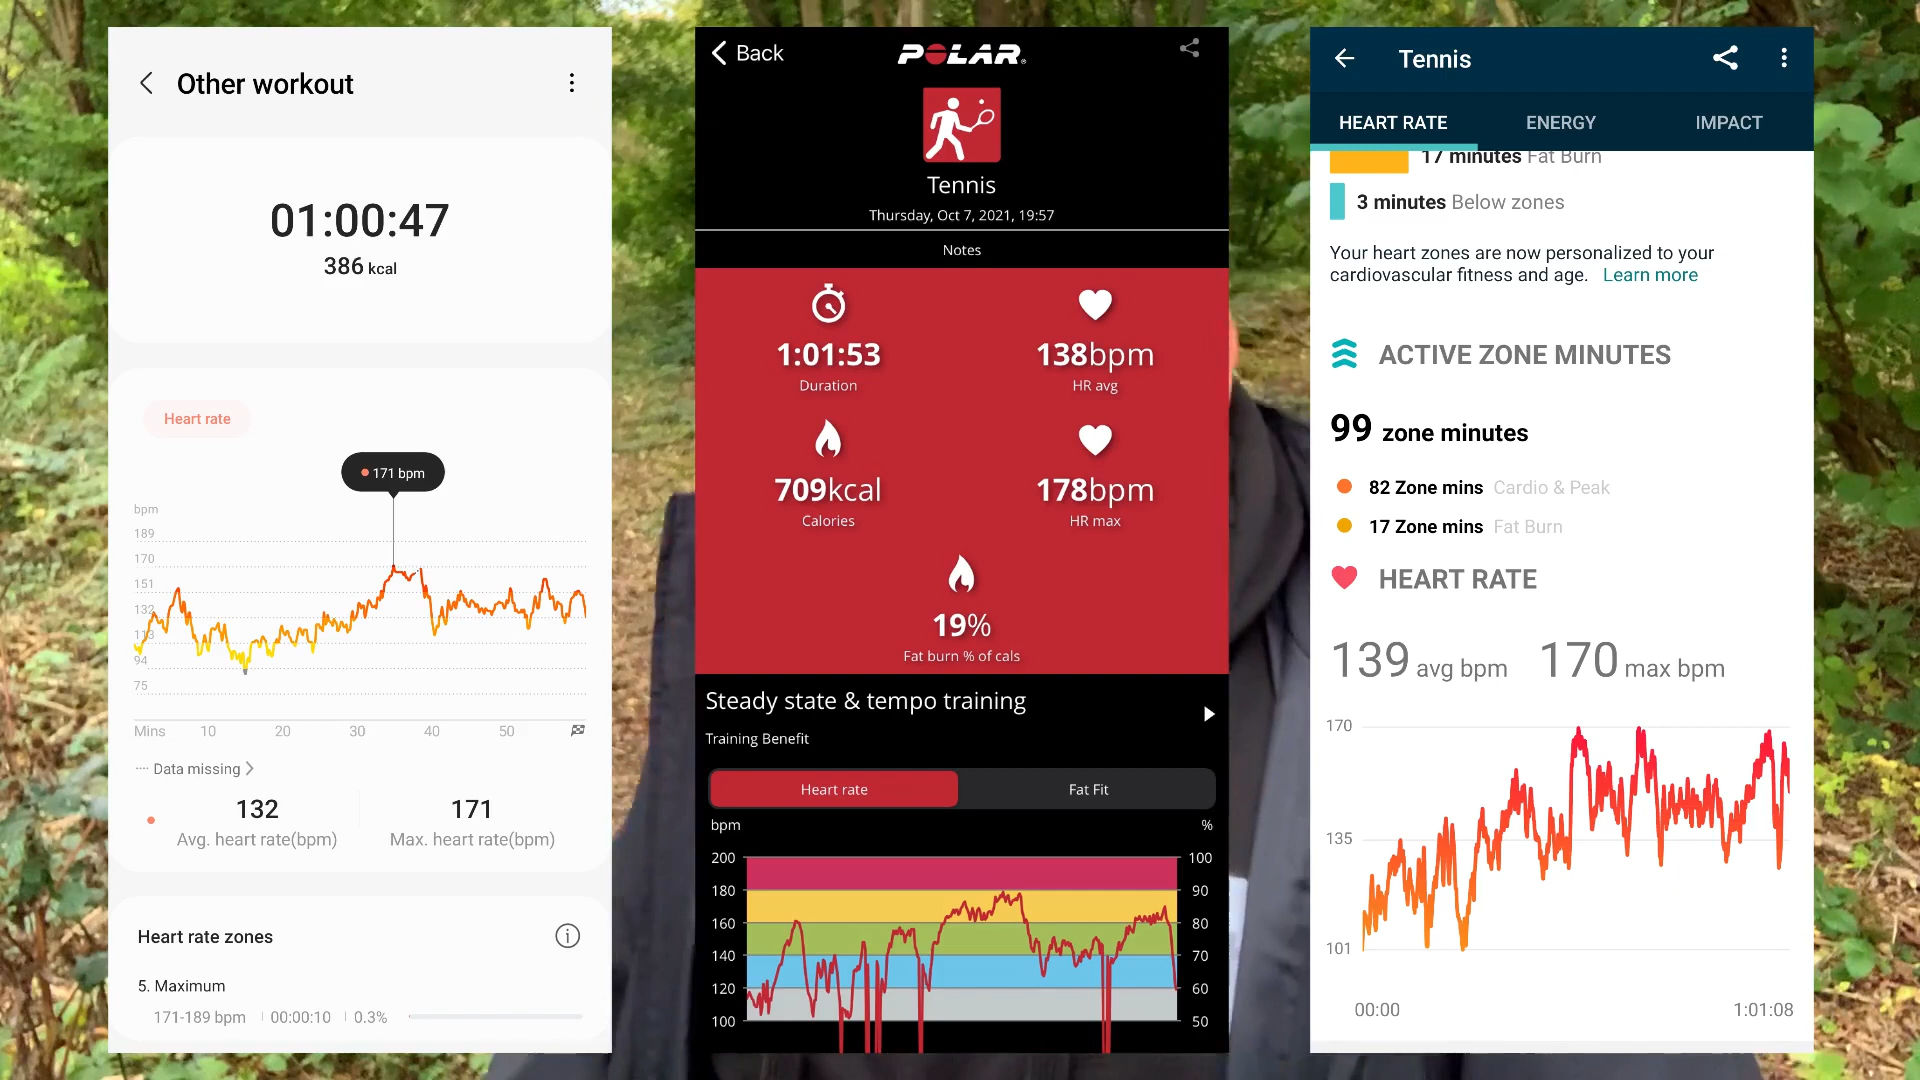 Other workout
01:00:47
386 kcal
Heart rate
171 bpm
bpm
189
170
151
132
113
94
75
Mins 10 20 30 40 50
Data missing
132 171
Avg. heart rate(bpm) Max. heart rate(bpm)
Heart rate zones
5. Maximum
171-189 bpm 00:00:10 0.3%
Back
POLAR
Tennis
Thursday, Oct 7, 2021, 19:57
Notes
1:01:53 138bpm
Duration HR avg
709kcal 178bpm
Calories HR max
19%
Fat burn % of cals
Steady state & tempo training
Training Benefit
Heart rate Fat Fit
bpm %
200 100
180 90
160 80
140 70
120 60
100 50
Tennis
HEART RATE ENERGY IMPACT
17 minutes Fat Burn
3 minutes Below zones
Your heart zones are now personalized to your
cardiovascular fitness and age. Learn more
ACTIVE ZONE MINUTES
99 zone minutes
82 Zone mins Cardio & Peak
17 Zone mins Fat Burn
HEART RATE
139 avg bpm 170 max bpm
170
135
101
00:00 1:01:08